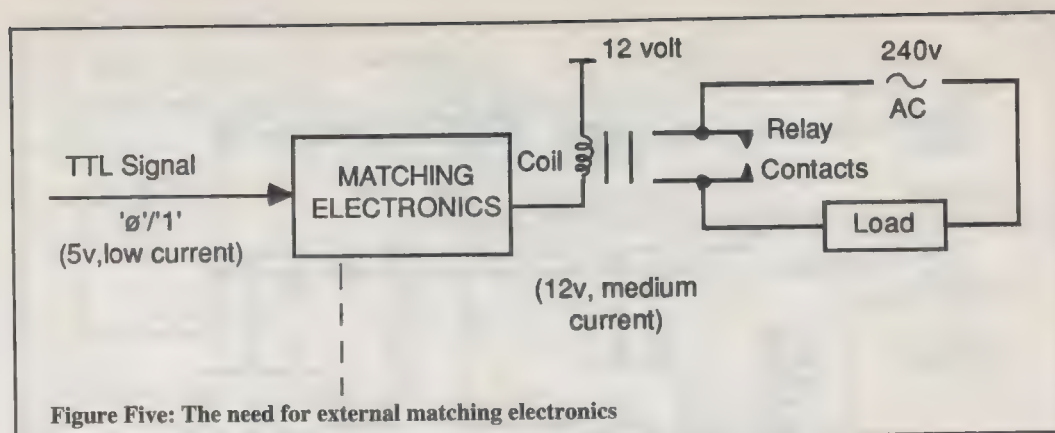 12 volt
240v
AC
Relay
Contacts
Coil
TTL Signal
'ø'/'1'
(5v,low current)
MATCHING
ELECTRONICS
Load
(12v, medium
current)
Figure Five: The need for external matching electronics